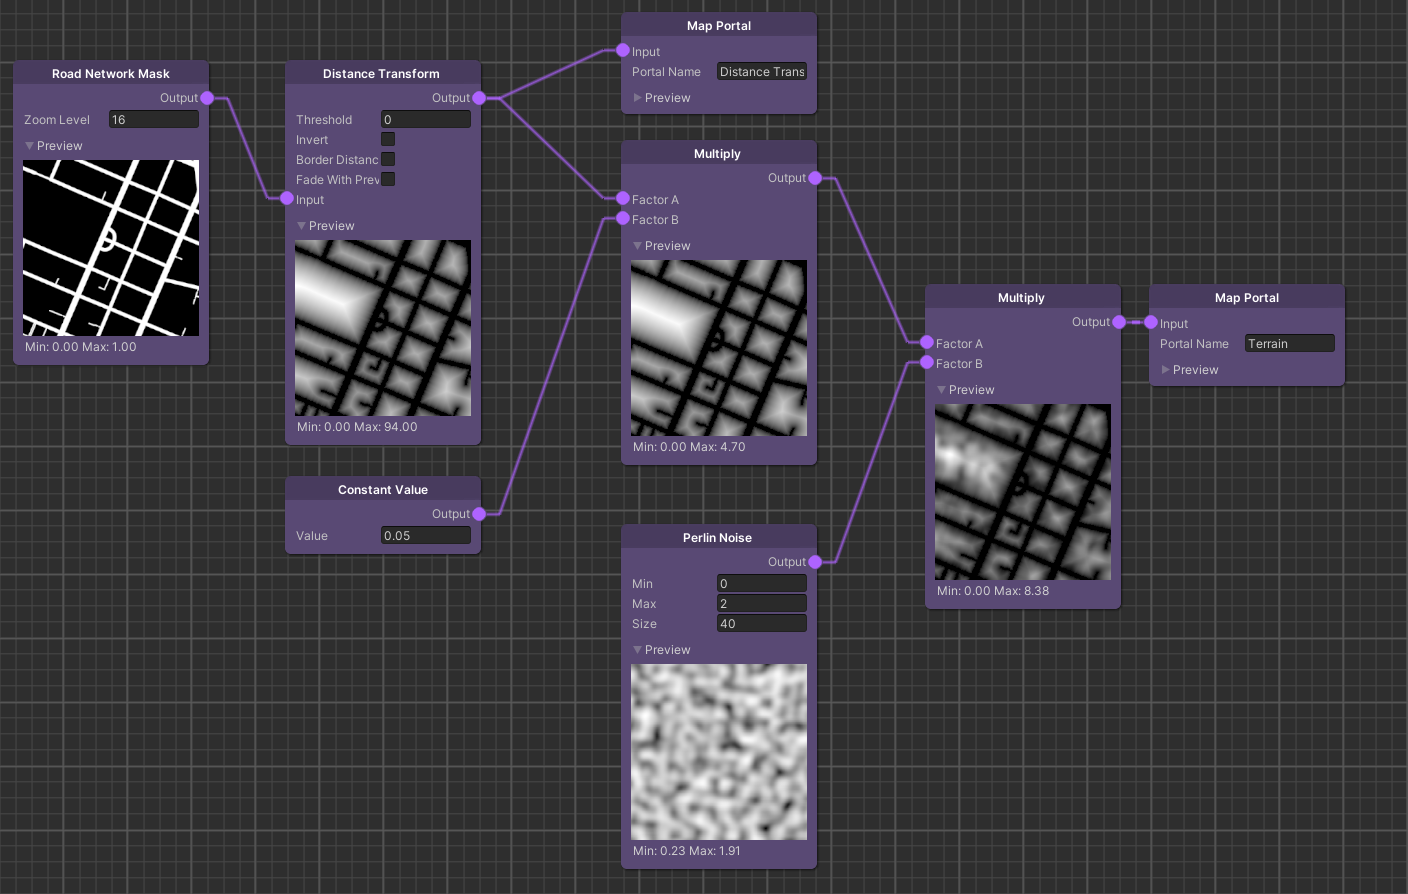 Road Network Mask
Output
Zoom Level 16
Preview
Min: 0.00 Max: 1.00
Distance Transform
Output
Threshold 0
Invert
Border Distanc
Fade With Prev
Input
Preview
Min: 0.00 Max: 94.00
Constant Value
Output
Value 0.05
Map Portal
Input
Portal Name Distance Trans
Preview
Multiply
Output
Factor A
Factor B
Preview
Min: 0.00 Max: 4.70
Perlin Noise
Output
Min 0
Max 2
Size 40
Preview
Min: 0.23 Max: 1.91
Multiply
Output
Factor A
Factor B
Preview
Min: 0.00 Max: 8.38
Map Portal
Input
Portal Name Terrain
Preview